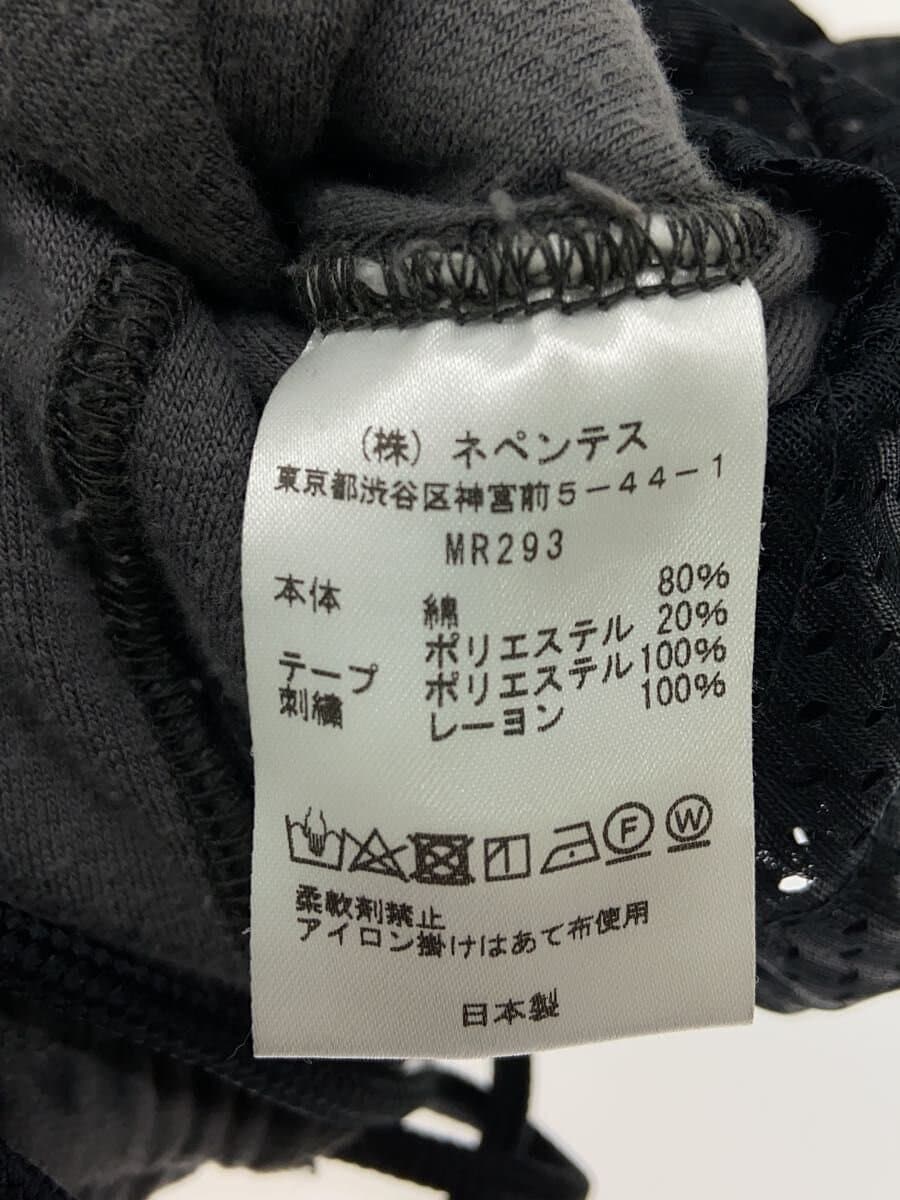 (株) ネペンテス
東京都渋谷区神宮前5-44-1
MR293
本体 綿 80%
ポリエステル 20%
テープ ポリエステル 100%
刺繍 レーヨン 100%
F W
柔軟剤禁止
アイロン掛けはあて布使用
日本製